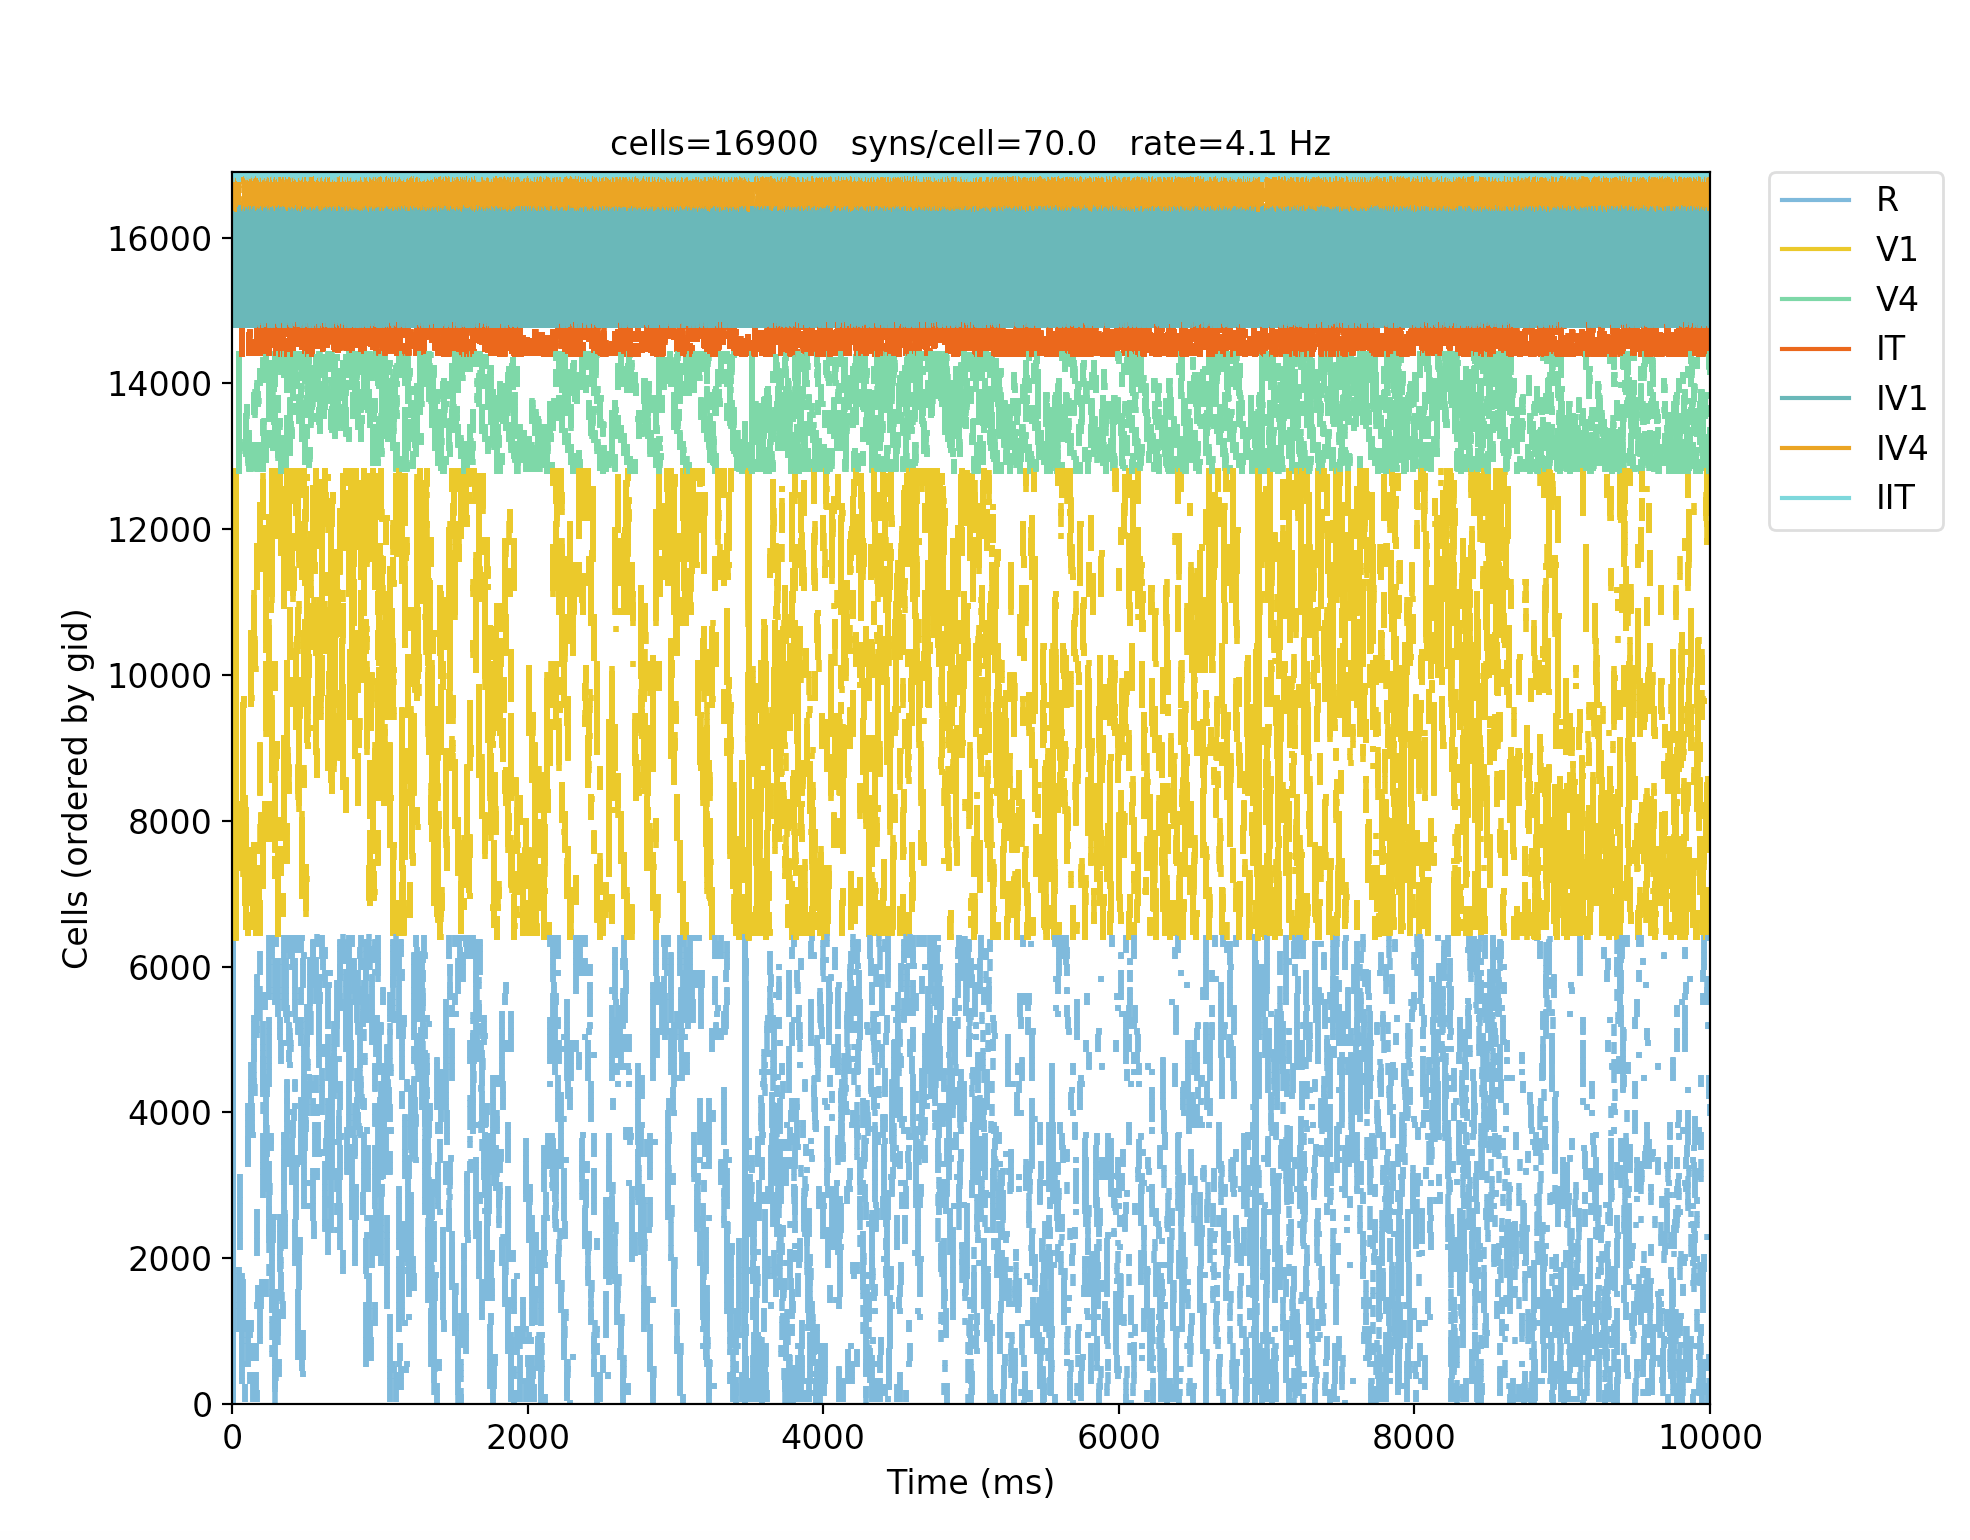 cells=16900   syns/cell=70.0   rate=4.1 Hz
R
V1
V4
IT
IV1
IV4
IIT
16000
14000
12000
10000
8000
6000
4000
2000
0
Cells (ordered by gid)
0 2000 4000 6000 8000 10000
Time (ms)